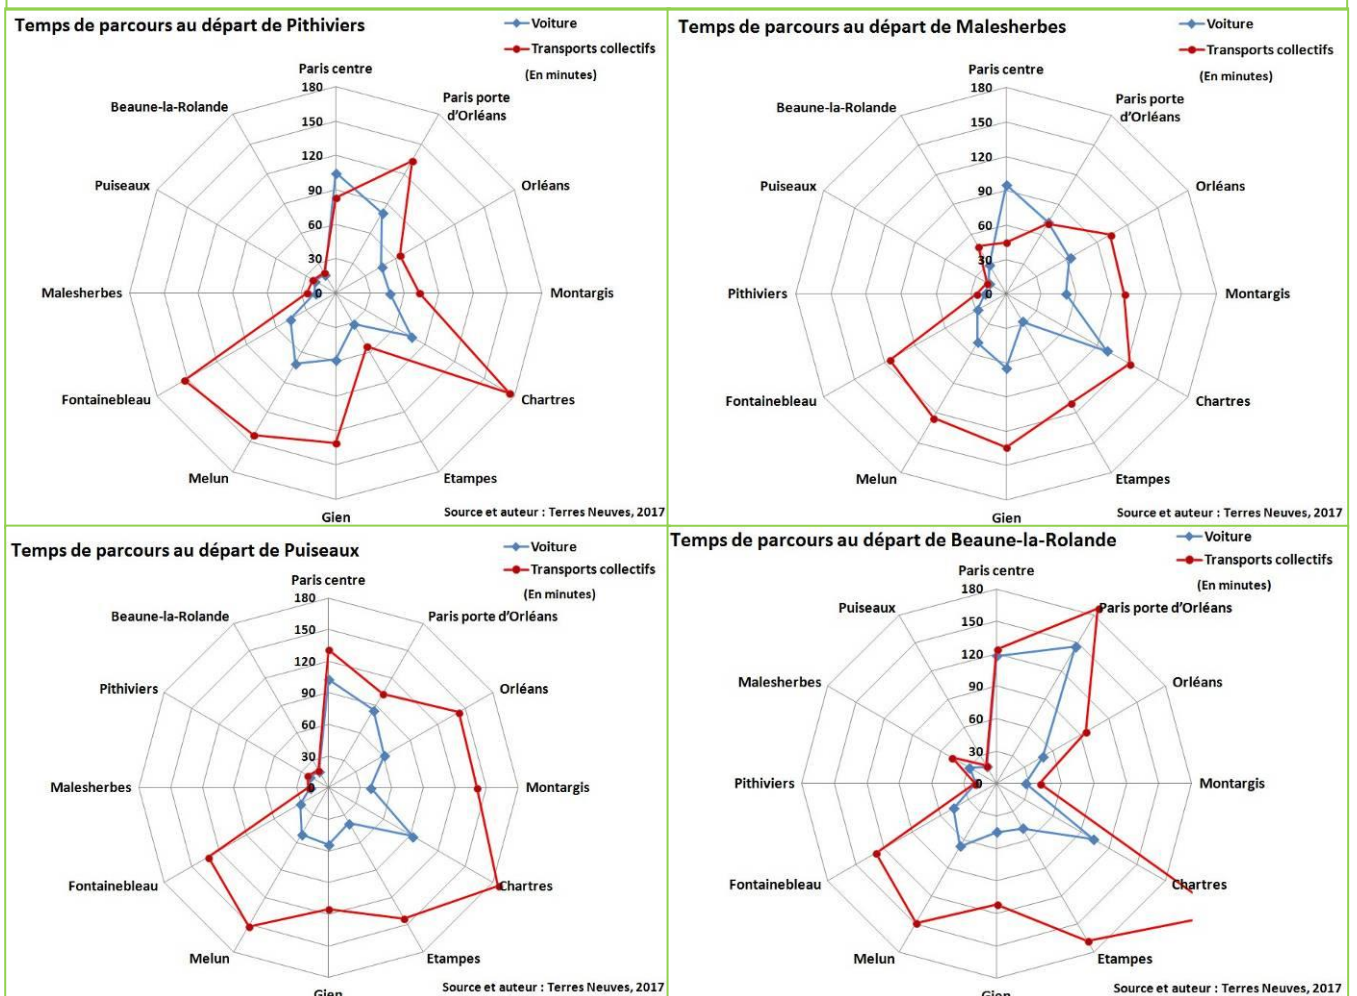 Temps de parcours au départ de Pithiviers
Voiture
Transports collectifs
(En minutes)
Paris centre
180
150
120
90
60
30
0
Paris porte
d'Orléans
Orléans
Montargis
Chartres
Etampes
Gien
Melun
Fontainebleau
Malesherbes
Puiseaux
Beaune-la-Rolande
Source et auteur : Terres Neuves, 2017
Temps de parcours au départ de Malesherbes
Voiture
Transports collectifs
(En minutes)
Paris centre
180
150
120
90
60
30
0
Paris porte
d'Orléans
Orléans
Montargis
Chartres
Etampes
Gien
Melun
Fontainebleau
Pithiviers
Puiseaux
Beaune-la-Rolande
Source et auteur : Terres Neuves, 2017
Temps de parcours au départ de Puiseaux
Voiture
Transports collectifs
(En minutes)
Paris centre
180
150
120
90
60
30
0
Paris porte d'Orléans
Orléans
Montargis
Chartres
Etampes
Gien
Melun
Fontainebleau
Malesherbes
Pithiviers
Beaune-la-Rolande
Source et auteur : Terres Neuves, 2017
Temps de parcours au départ de Beaune-la-Rolande
Voiture
Transports collectifs
(En minutes)
Paris centre
180
150
120
90
60
30
0
Paris porte d'Orléans
Orléans
Montargis
Chartres
Etampes
Gien
Melun
Fontainebleau
Pithiviers
Malesherbes
Puiseaux
Source et auteur : Terres Neuves, 2017